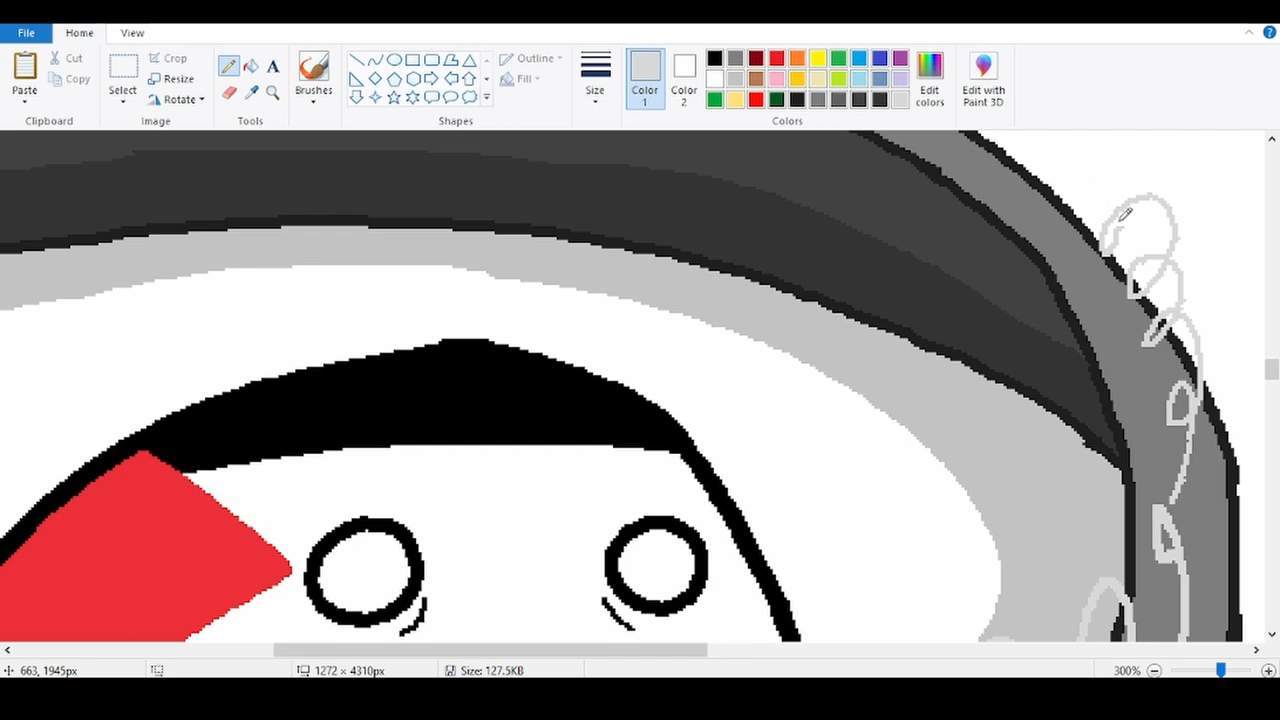 File Home View
Paste Cut Copy Clipboard
Select Crop Resize Rotate Image
A
Tools
Brushes
Outline Fill Shapes
Size
Color 1 Color 2 Edit colors Edit with Paint 3D
Colors
663, 1945px 1272 × 4310px Size: 127.5KB 300%